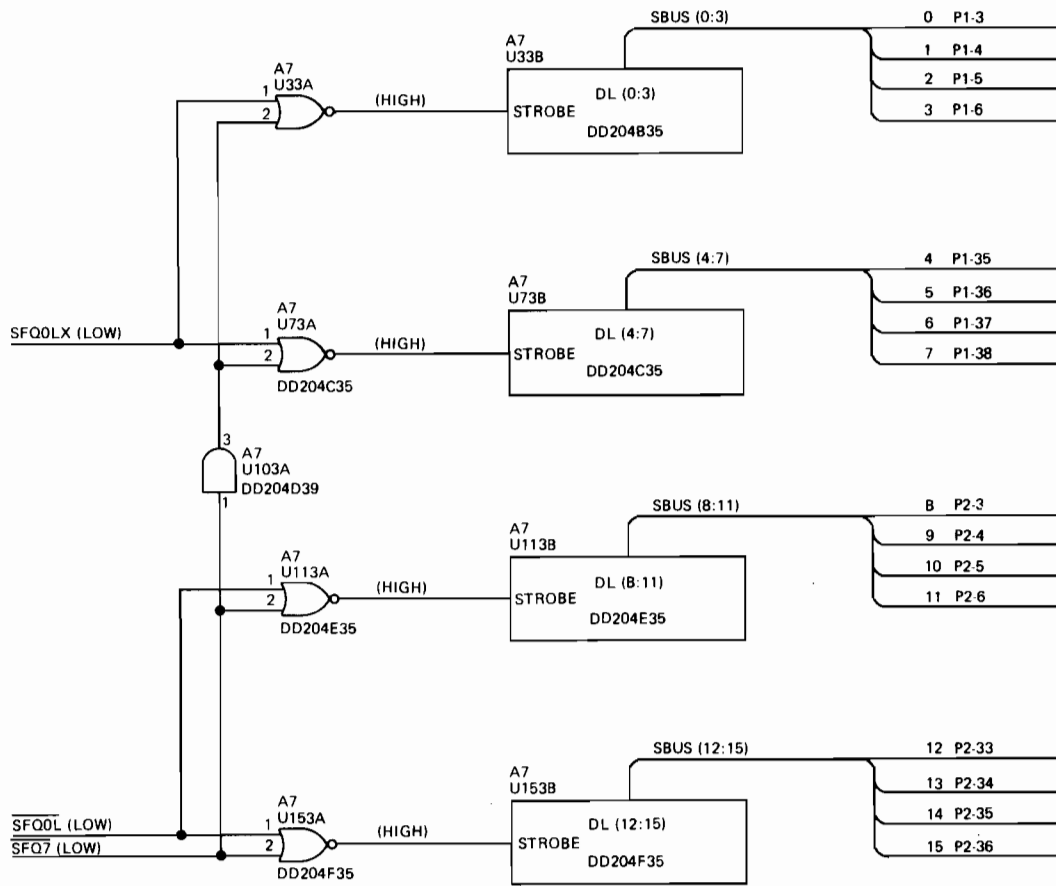 SBUS (0:3)
0 P1-3
1 P1-4
2 P1-5
3 P1-6
A7
U33B
DL (0:3)
STROBE
DD204B35
A7
U33A
1
2
(HIGH)
SBUS (4:7)
4 P1-35
5 P1-36
6 P1-37
7 P1-38
A7
U73B
DL (4:7)
STROBE
DD204C35
SFQ0LX (LOW)
A7
U73A
1
2
(HIGH)
DD204C35
3
A7
U103A
DD204D39
1
SBUS (8:11)
8 P2-3
9 P2-4
10 P2-5
11 P2-6
A7
U113B
DL (8:11)
STROBE
DD204E35
A7
U113A
1
2
(HIGH)
DD204E35
SBUS (12:15)
12 P2-33
13 P2-34
14 P2-35
15 P2-36
A7
U153B
DL (12:15)
STROBE
DD204F35
SFQ0L (LOW)
SFQ7 (LOW)
A7
U153A
1
2
(HIGH)
DD204F35